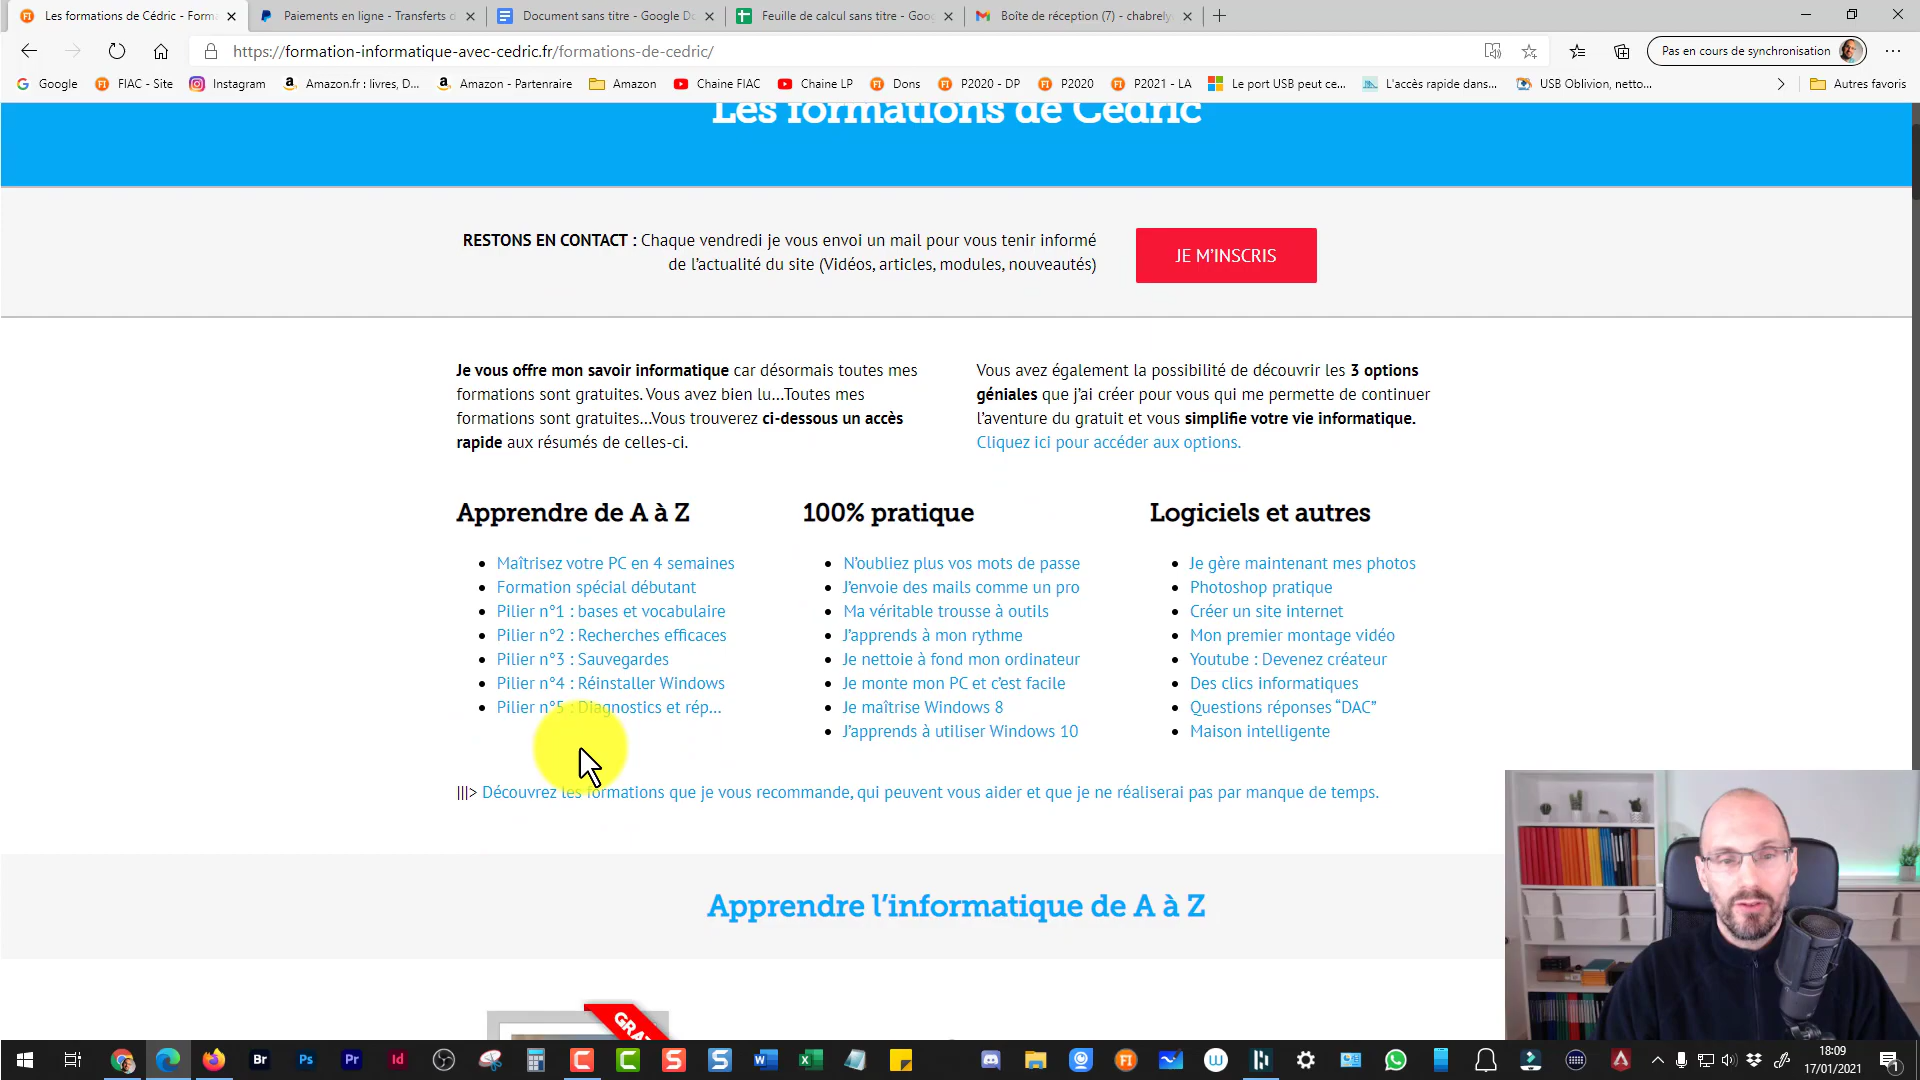 Les formations de Cédric - Forma
Paiements en ligne - Transferts d
Document sans titre - Google Do
Feuille de calcul sans titre - Goog
Boîte de réception (7) - chabrely
https://formation-informatique-avec-cedric.fr/formations-de-cedric/
Pas en cours de synchronisation
Google
FIAC - Site
Instagram
Amazon.fr : livres, D...
Amazon - Partenaire
Amazon
Chaine FIAC
Chaine LP
Dons
P2020 - DP
P2020
P2021 - LA
Le port USB peut ce...
L'accès rapide dans...
USB Oblivion, netto...
Autres favoris
Les formations de Cédric
RESTONS EN CONTACT : Chaque vendredi je vous envoi un mail pour vous tenir informé
de l'actualité du site (Vidéos, articles, modules, nouveautés)
JE M'INSCRIS
Je vous offre mon savoir informatique car désormais toutes mes
formations sont gratuites. Vous avez bien lu...Toutes mes
formations sont gratuites...Vous trouverez ci-dessous un accès
rapide aux résumés de celles-ci.
Vous avez également la possibilité de découvrir les 3 options
géniales que j'ai créer pour vous qui me permette de continuer
l'aventure du gratuit et vous simplifie votre vie informatique.
Cliquez ici pour accéder aux options.
Apprendre de A à Z
Maîtrisez votre PC en 4 semaines
Formation spécial débutant
Pilier n°1 : bases et vocabulaire
Pilier n°2 : Recherches efficaces
Pilier n°3 : Sauvegardes
Pilier n°4 : Réinstaller Windows
Pilier n°5 : Diagnostics et rép...
100% pratique
N'oubliez plus vos mots de passe
J'envoie des mails comme un pro
Ma véritable trousse à outils
J'apprends à mon rythme
Je nettoie à fond mon ordinateur
Je monte mon PC et c'est facile
Je maîtrise Windows 8
J'apprends à utiliser Windows 10
Logiciels et autres
Je gère maintenant mes photos
Photoshop pratique
Créer un site internet
Mon premier montage vidéo
Youtube : Devenez créateur
Des clics informatiques
Questions réponses “DAC”
Maison intelligente
|||> Découvrez les formations que je vous recommande, qui peuvent vous aider et que je ne réaliserai pas par manque de temps.
Apprendre l'informatique de A à Z
GRA
Br
Ps
Pr
Id
18:09
17/01/2021